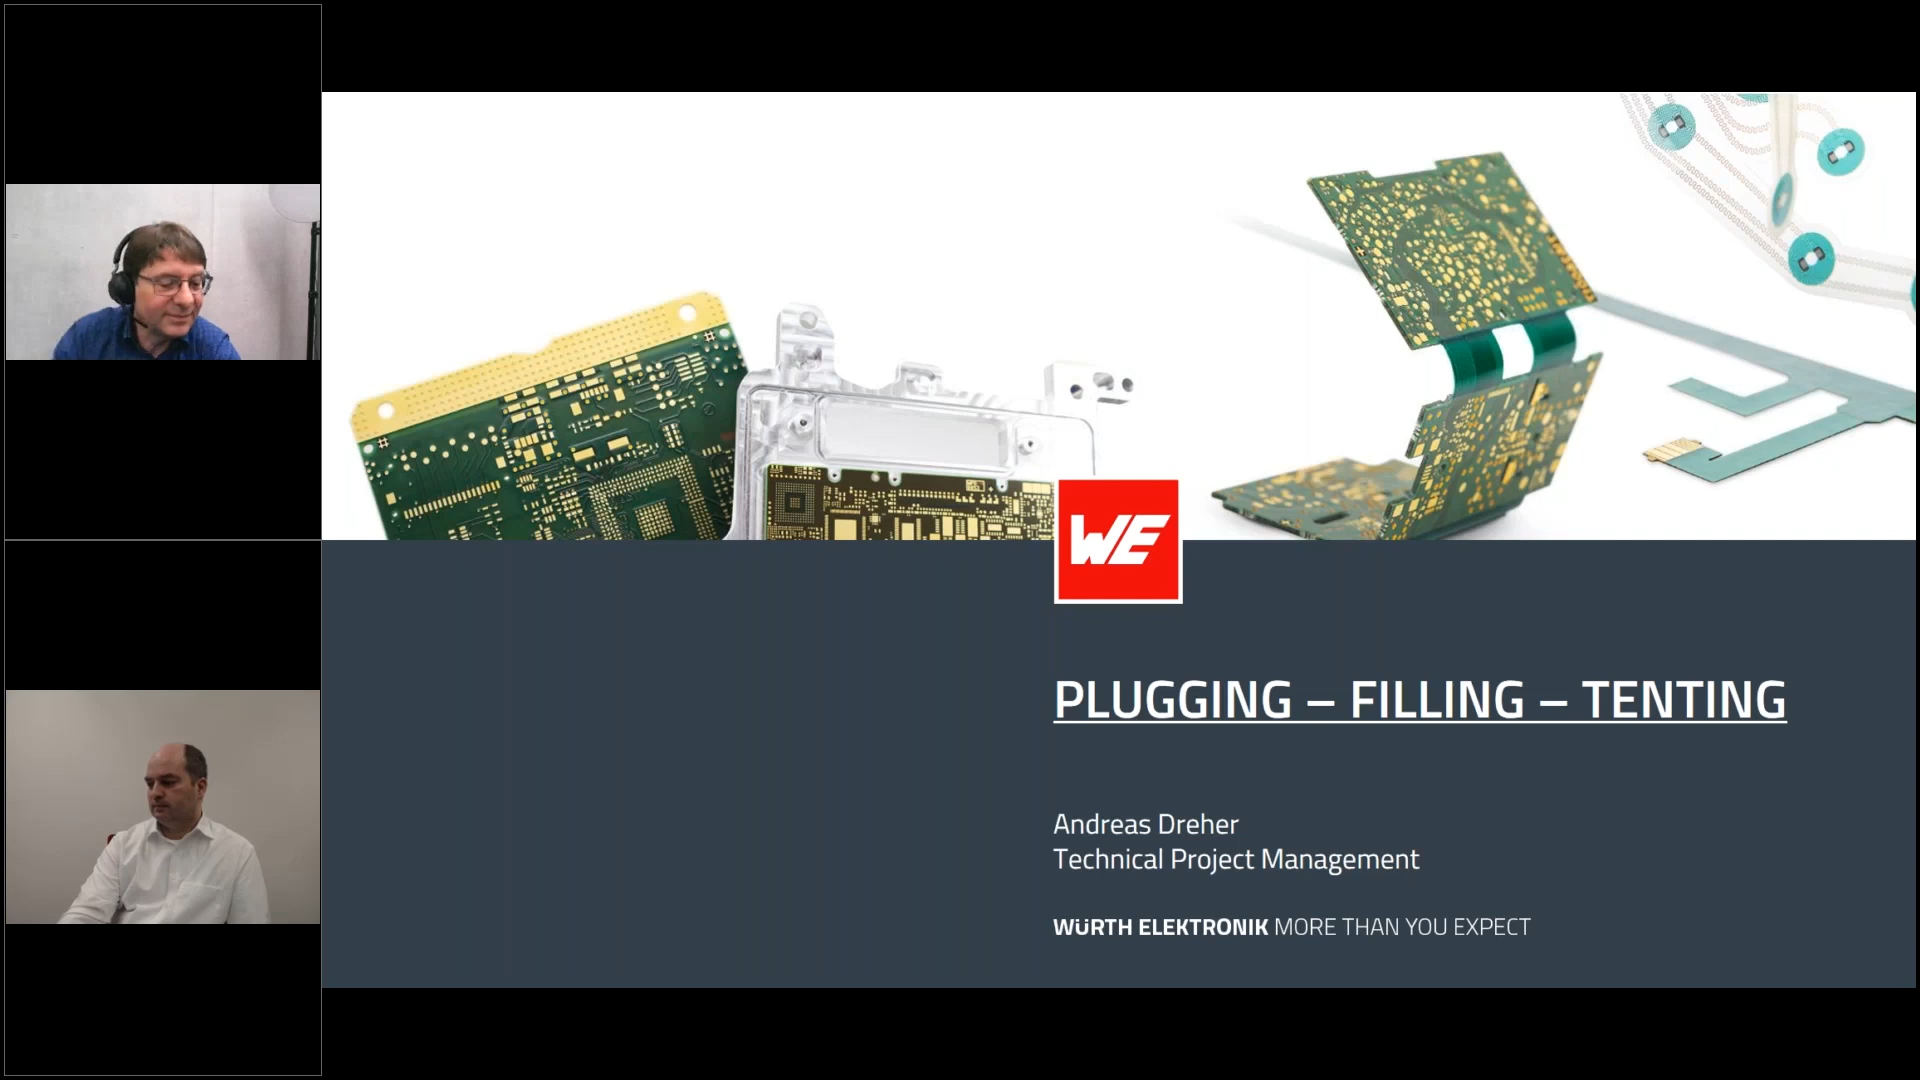 WE
PLUGGING – FILLING – TENTING
Andreas Dreher
Technical Project Management
WÜRTH ELEKTRONIK MORE THAN YOU EXPECT